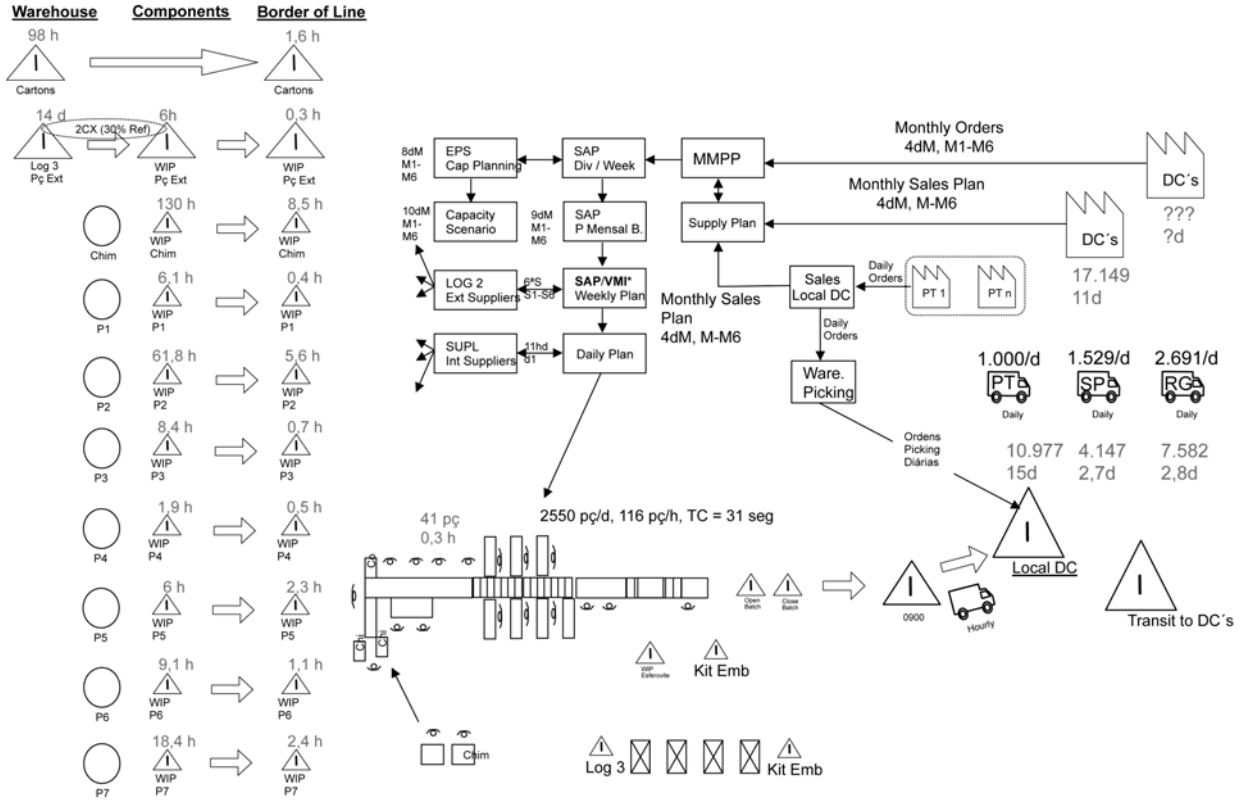 Warehouse
Components
Border of Line
98 h
1,6 h
Cartons
Cartons
14 d
2CX (30% Ref)
6h
0,3 h
Log 3
Pç Ext
WIP
Pç Ext
WIP
Pç Ext
130 h
8,5 h
Chim
WIP
Chim
WIP
Chim
6,1 h
0,4 h
P1
WIP
P1
WIP
P1
61,8 h
5,6 h
P2
WIP
P2
WIP
P2
8,4 h
0,7 h
P3
WIP
P3
WIP
P3
1,9 h
0,5 h
P4
WIP
P4
WIP
P4
6 h
2,3 h
P5
WIP
P5
WIP
P5
9,1 h
1,1 h
P6
WIP
P6
WIP
P6
18,4 h
2,4 h
P7
WIP
P7
WIP
P7
8dM
M1-
M6
EPS
Cap Planning
SAP
Div / Week
MMPP
Monthly Orders
4dM, M1-M6
DC´s
???
?d
10dM
M1-
M6
Capacity
Scenario
9dM
M1-
M6
SAP
P Mensal B.
Supply Plan
Monthly Sales Plan
4dM, M-M6
DC´s
17.149
11d
LOG 2
Ext Suppliers
6ªS
S1-S6
SAP/VMI*
Weekly Plan
Monthly Sales
Plan
4dM, M-M6
Sales
Local DC
Daily
Orders
PT 1
PT n
SUPL
Int Suppliers
11hd
d1
Daily Plan
Daily
Orders
Ware.
Picking
1.000/d
1.529/d
2.691/d
PT
SP
RG
Daily
Daily
Daily
Ordens
Picking
Diárias
10.977
15d
4.147
2,7d
7.582
2,8d
2550 pç/d, 116 pç/h, TC = 31 seg
41 pç
0,3 h
Open
Batch
Close
Batch
0900
Hourly
Local DC
Transit to DC´s
WIP
Esferovite
Kit Emb
Chim
Log 3
Kit Emb